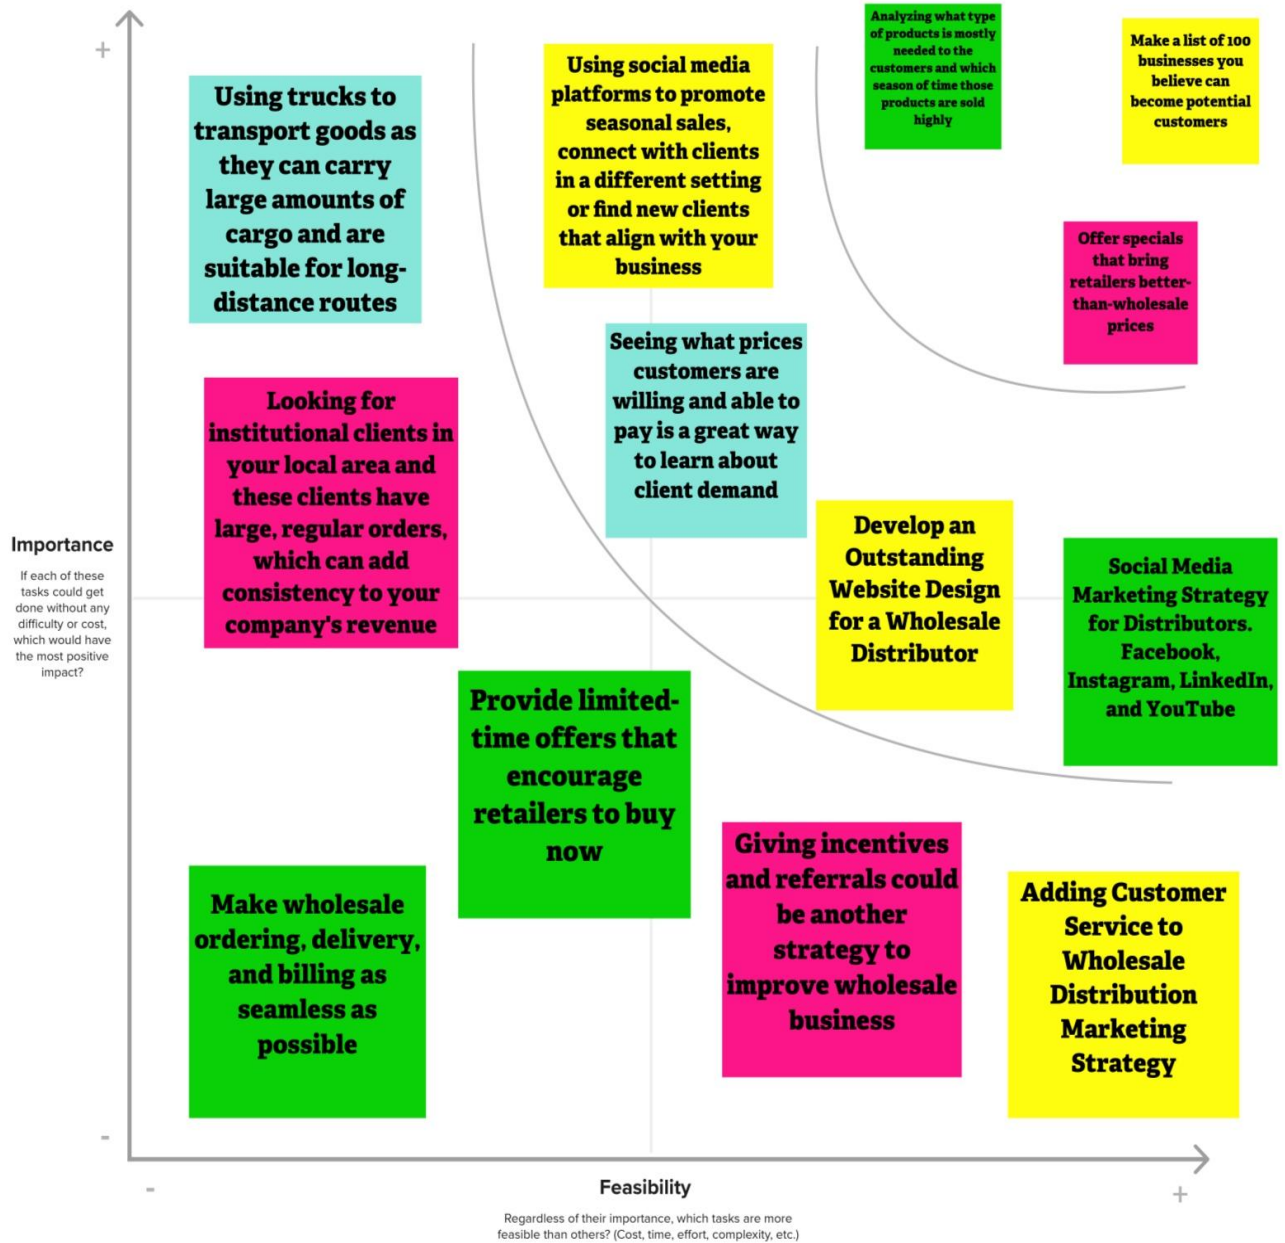 +
Using trucks to
transport goods as
they can carry
large amounts of
cargo and are
suitable for long-
distance routes
Using social media
platforms to promote
seasonal sales,
connect with clients
in a different setting
or find new clients
that align with your
business
Analyzing what type
of products is mostly
needed to the
customers and which
season of time those
products are sold
highly
Make a list of 100
businesses you
believe can
become potential
customers
Offer specials
that bring
retailers better-
than-wholesale
prices
Seeing what prices
customers are
willing and able to
pay is a great way
to learn about
client demand
Looking for
institutional clients in
your local area and
these clients have
large, regular orders,
which can add
consistency to your
company's revenue
Develop an
Outstanding
Website Design
for a Wholesale
Distributor
Social Media
Marketing Strategy
for Distributors.
Facebook,
Instagram, LinkedIn,
and YouTube
Importance
If each of these
tasks could get
done without any
difficulty or cost,
which would have
the most positive
impact?
Provide limited-
time offers that
encourage
retailers to buy
now
Giving incentives
and referrals could
be another
strategy to
improve wholesale
business
Adding Customer
Service to
Wholesale
Distribution
Marketing
Strategy
Make wholesale
ordering, delivery,
and billing as
seamless as
possible
-
-
Feasibility
+
Regardless of their importance, which tasks are more
feasible than others? (Cost, time, effort, complexity, etc.)